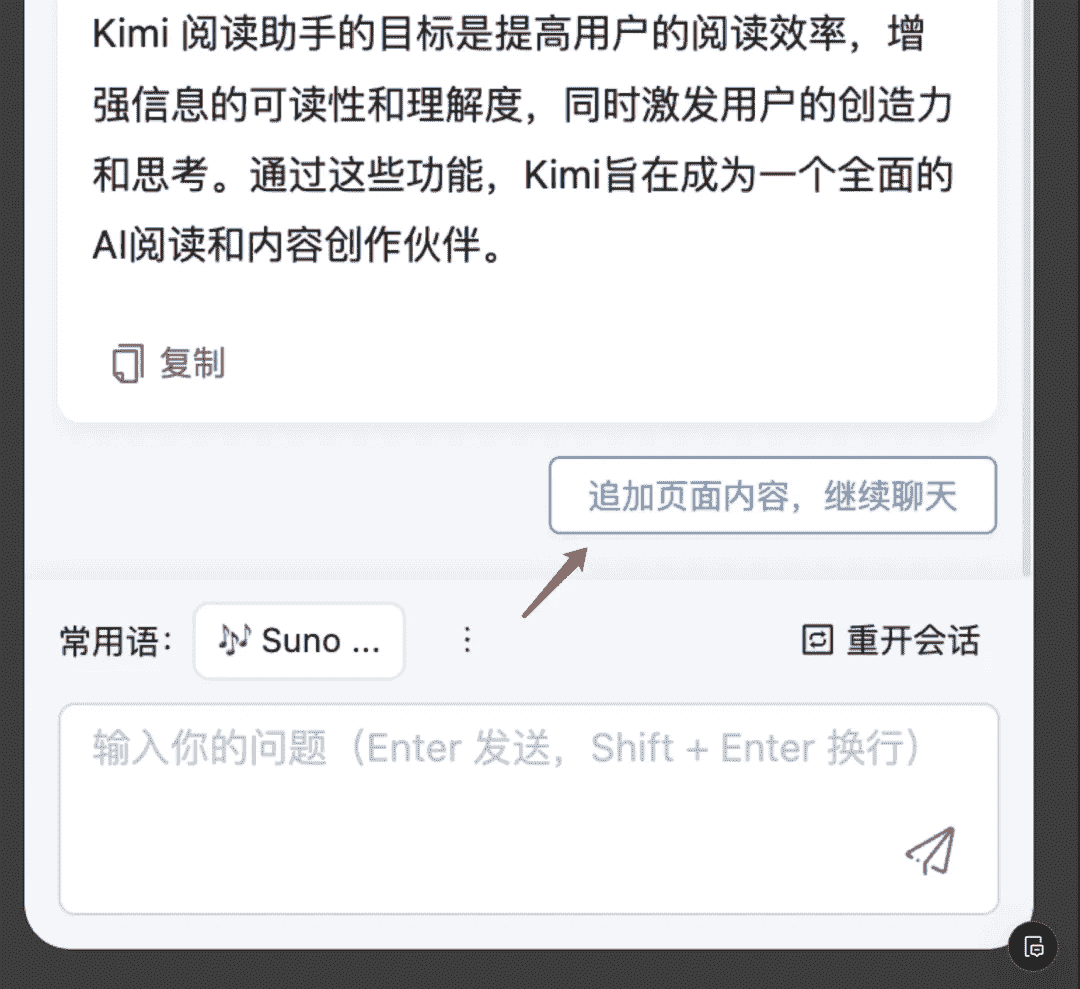 Kimi 阅读助手的目标是提高用户的阅读效率，增
强信息的可读性和理解度，同时激发用户的创造力
和思考。通过这些功能，Kimi旨在成为一个全面的
AI阅读和内容创作伙伴。
复制
追加页面内容，继续聊天
常用语： 🎶 Suno ... ⋮ 重开会话
输入你的问题（Enter 发送，Shift + Enter 换行）